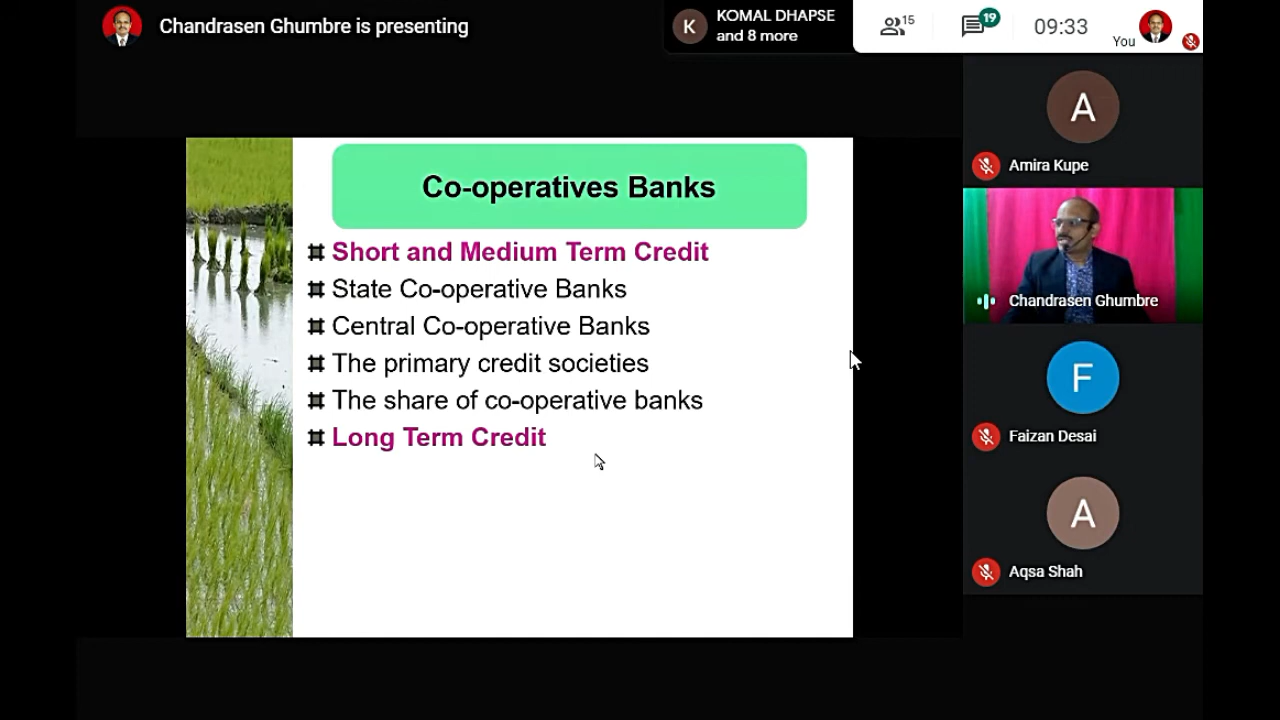 Chandrasen Ghumbre is presenting
K
KOMAL DHAPSE
and 8 more
15
19
09:33
You
A
Amira Kupe
Co-operatives Banks
Short and Medium Term Credit
State Co-operative Banks
Central Co-operative Banks
The primary credit societies
The share of co-operative banks
Long Term Credit
Chandrasen Ghumbre
F
Faizan Desai
A
Aqsa Shah